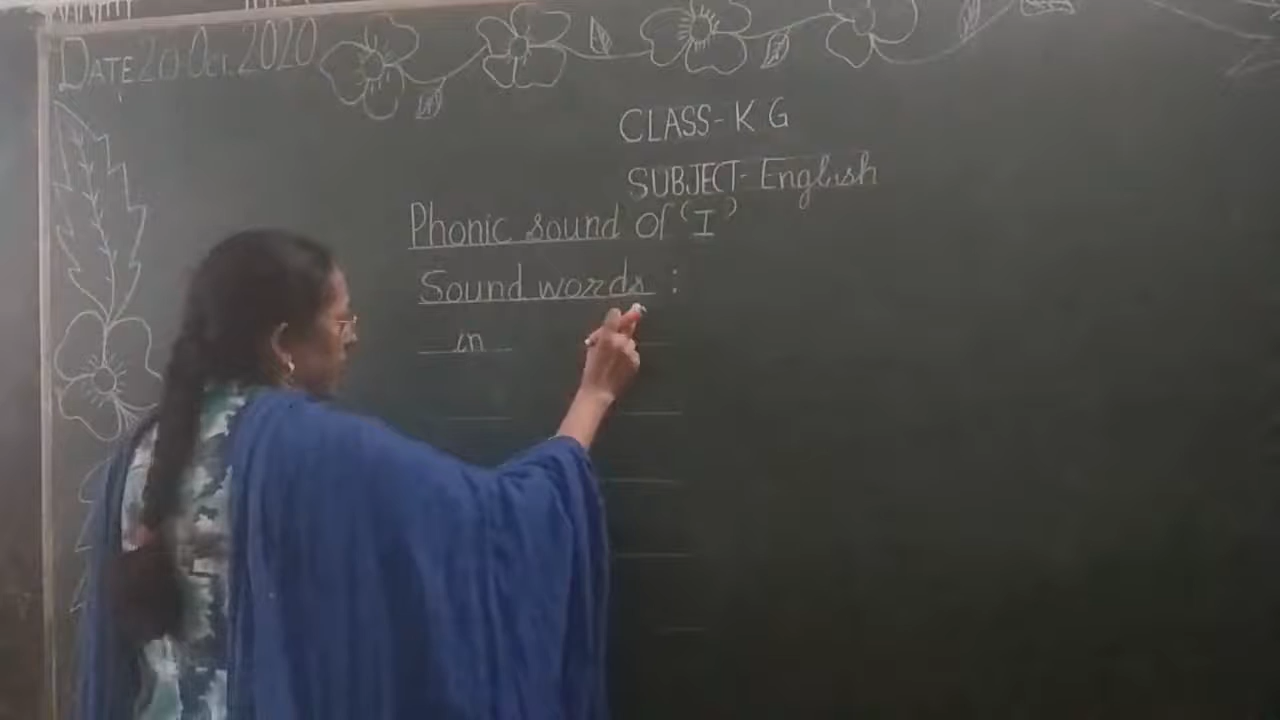 DATE 20 Oct. 2020
CLASS- K G
SUBJECT- English
Phonic sound of 'I'
Sound words :
in